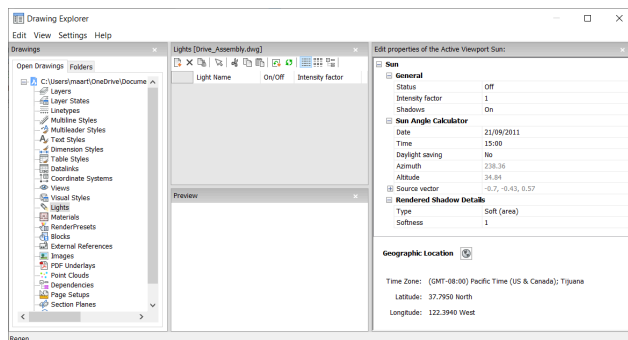 Drawing Explorer
Edit View Settings Help
Drawings
Open Drawings Folders
C:\Users\maart\OneDrive\Docume
Layers
Layer States
Linetypes
Multiline Styles
Multileader Styles
Text Styles
Dimension Styles
Table Styles
Datalinks
Coordinate Systems
Views
Visual Styles
Lights
Materials
RenderPresets
Blocks
External References
Images
PDF Underlays
Point Clouds
Dependencies
Page Setups
Section Planes
Lights [Drive_Assembly.dwg]
Light Name On/Off Intensity factor
Preview
Edit properties of the Active Viewport Sun:
Sun
General
Status Off
Intensity factor 1
Shadows On
Sun Angle Calculator
Date 21/09/2011
Time 15:00
Daylight saving No
Azimuth 238.36
Altitude 34.84
Source vector -0.7, -0.43, 0.57
Rendered Shadow Details
Type Soft (area)
Softness 1
Geographic Location
Time Zone: (GMT-08:00) Pacific Time (US & Canada); Tijuana
Latitude: 37.7950 North
Longitude: 122.3940 West
Regen